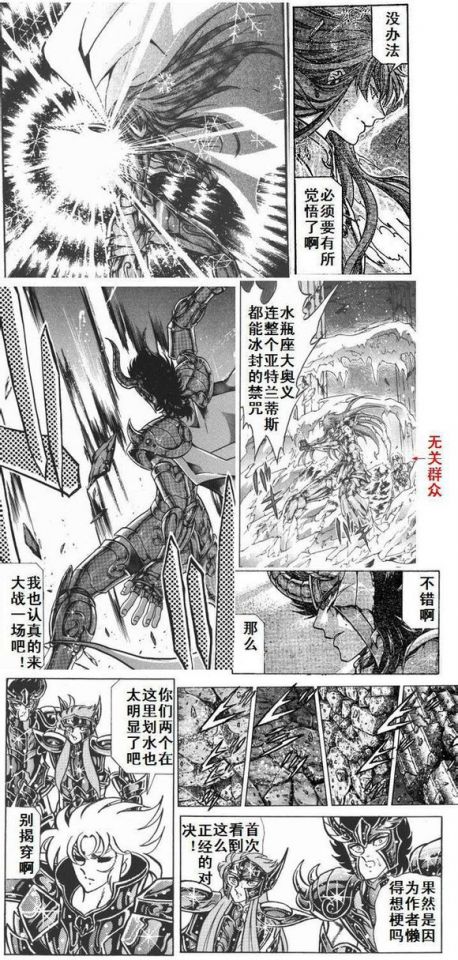 没办法
必须要有所
觉悟了啊
水瓶座大奥义
连整个亚特兰蒂斯
都能冰封的禁咒
无关群众
不错啊
那么
我也认真的来
大战一场吧！
果然是因
为作者懒
得想梗吗
首次
看到
这么
正经的对
决！
你们两个在
这里划水也
太明显了吧
别揭穿啊